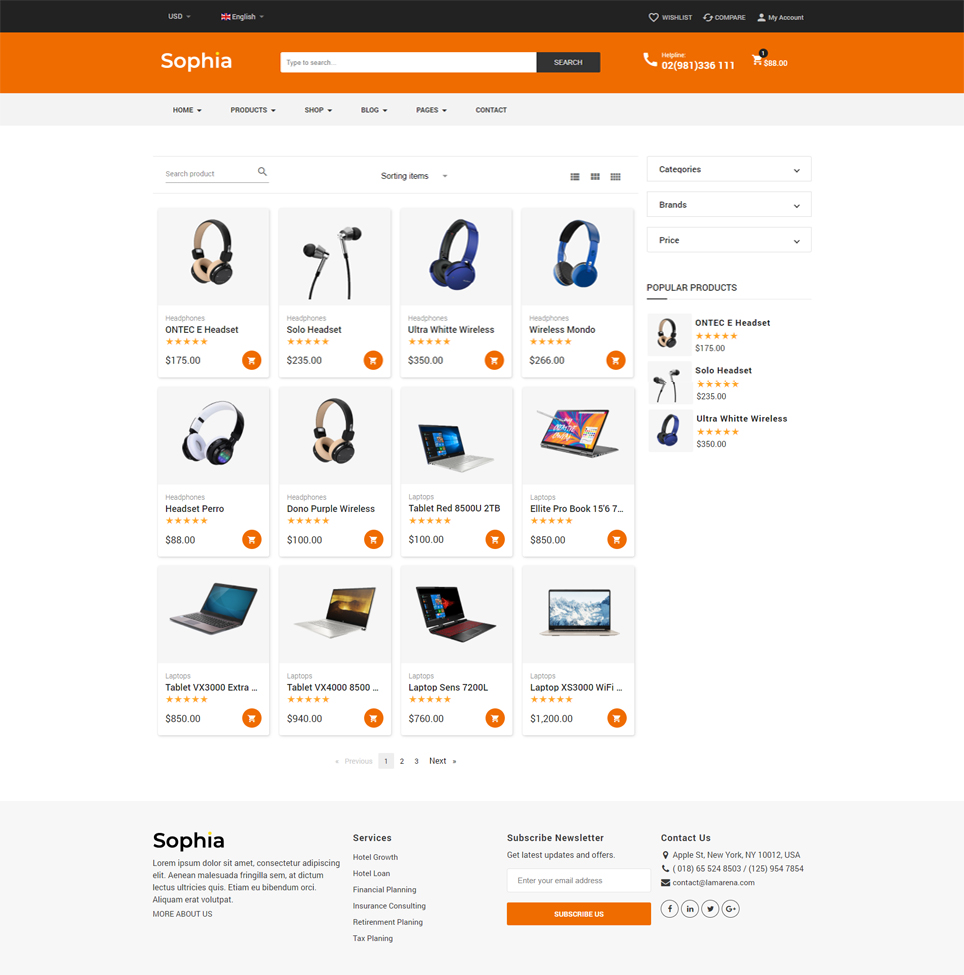 USD
English
WISHLIST
COMPARE
My Account
Sophia
Type to search...
SEARCH
Helpline:
02(981)336 111
1
$88.00
HOME
PRODUCTS
SHOP
BLOG
PAGES
CONTACT
Search product
Sorting items
Categories
Brands
Price
POPULAR PRODUCTS
ONTEC E Headset
$175.00
Solo Headset
$235.00
Ultra Whitte Wireless
$350.00
Headphones
ONTEC E Headset
$175.00
Headphones
Solo Headset
$235.00
Headphones
Ultra Whitte Wireless
$350.00
Headphones
Wireless Mondo
$266.00
Headphones
Headset Perro
$88.00
Headphones
Dono Purple Wireless
$100.00
Laptops
Tablet Red 8500U 2TB
$100.00
Laptops
Ellite Pro Book 15'6 7...
$850.00
Laptops
Tablet VX3000 Extra ...
$850.00
Laptops
Tablet VX4000 8500 ...
$940.00
Laptops
Laptop Sens 7200L
$760.00
Laptops
Laptop XS3000 WiFi ...
$1,200.00
« Previous 1 2 3 Next »
Sophia
Lorem ipsum dolor sit amet, consectetur adipiscing
elit. Aenean malesuada fringilla sem, at dictum
lectus ultricies quis. Etiam eu bibendum orci.
Aliquam erat volutpat.
MORE ABOUT US
Services
Hotel Growth
Hotel Loan
Financial Planning
Insurance Consulting
Retirenment Planing
Tax Planing
Subscribe Newsletter
Get latest updates and offers.
Enter your email address
SUBSCRIBE US
Contact Us
Apple St, New York, NY 10012, USA
( 018) 65 524 8503 / (125) 954 7854
contact@lamarena.com